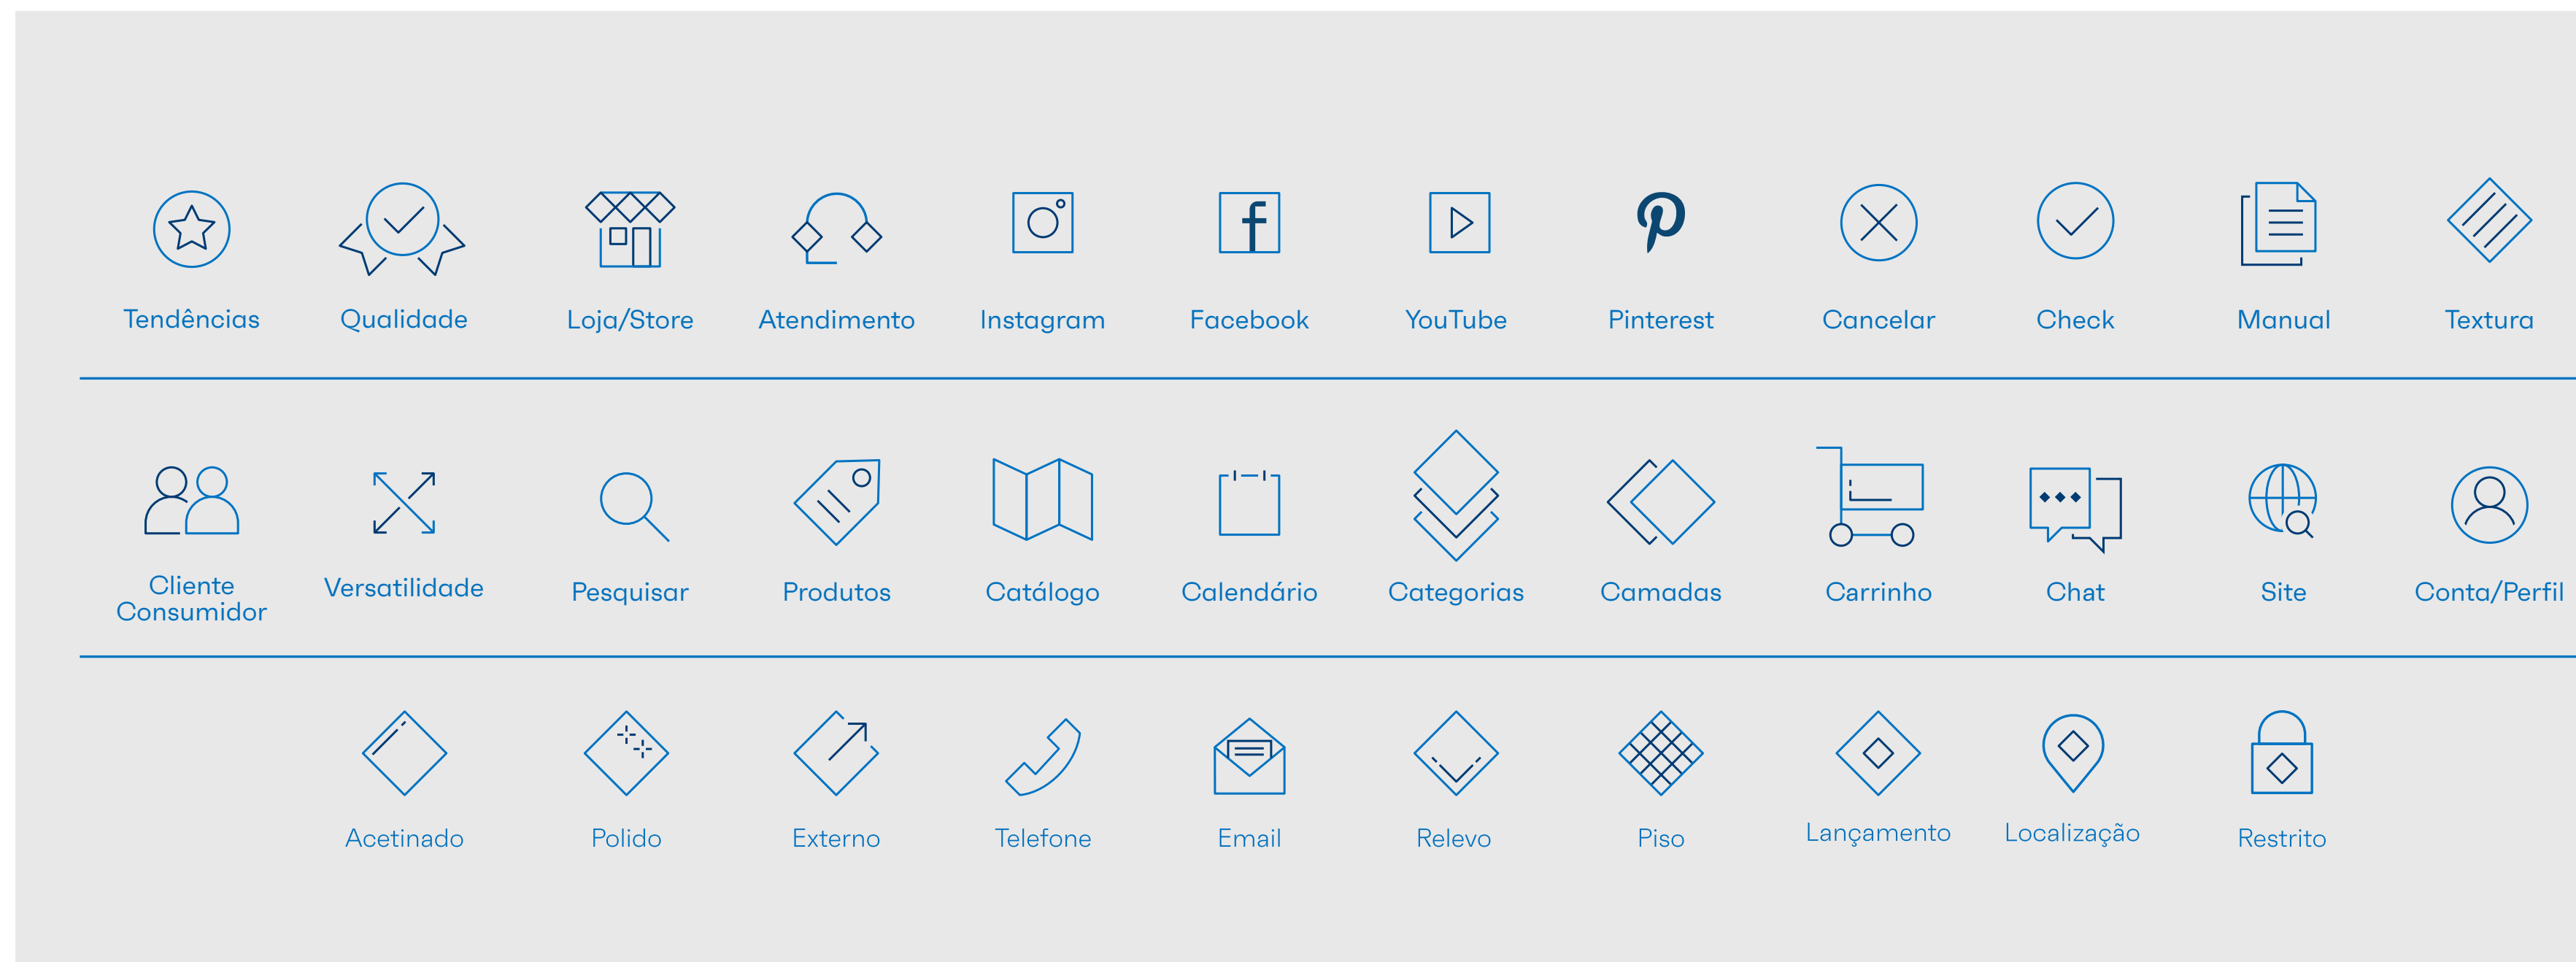 Tendências
Qualidade
Loja/Store
Atendimento
Instagram
Facebook
YouTube
Pinterest
Cancelar
Check
Manual
Textura
Cliente
Consumidor
Versatilidade
Pesquisar
Produtos
Catálogo
Calendário
Categorias
Camadas
Carrinho
Chat
Site
Conta/Perfil
Acetinado
Polido
Externo
Telefone
Email
Relevo
Piso
Lançamento
Localização
Restrito